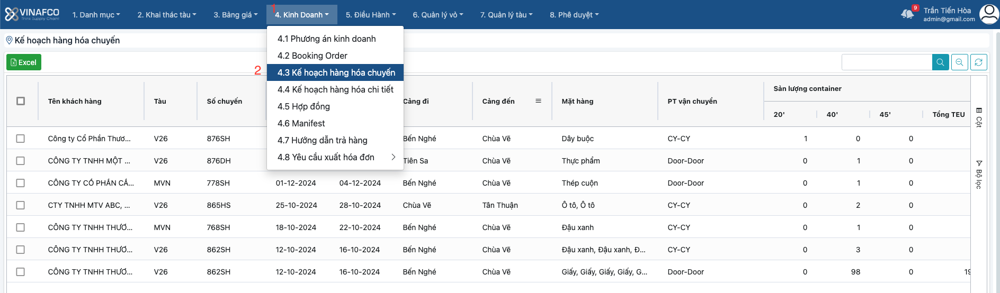 VINAFCO
Think Supply Chain!
1. Danh mục
2. Khai thác tàu
3. Bảng giá
1
4. Kinh Doanh
5. Điều Hành
6. Quản lý vỏ
7. Quản lý tàu
8. Phê duyệt
9
Trần Tiến Hòa
admin@gmail.com
Kế hoạch hàng hóa chuyến
4.1 Phương án kinh doanh
4.2 Booking Order
2
4.3 Kế hoạch hàng hóa chuyến
4.4 Kế hoạch hàng hóa chi tiết
4.5 Hợp đồng
4.6 Manifest
4.7 Hướng dẫn trả hàng
4.8 Yêu cầu xuất hóa đơn
Excel
Tên khách hàng Tàu Số chuyến Cảng đi Cảng đến Mặt hàng PT vận chuyển Sản lượng container
20' 40' 45' Tổng TEU
Công ty Cổ Phần Thươ... V26 876SH Bến Nghé Chùa Vẽ Dây buộc CY-CY 1 0 0
CÔNG TY TNHH MỘT ... V26 876DH Tiên Sa Chùa Vẽ Thực phẩm Door-Door 0 1 0
CÔNG TY CỔ PHẦN CẢ... MVN 778SH 01-12-2024 04-12-2024 Bến Nghé Chùa Vẽ Thép cuộn Door-Door 0 1 0
CTY TNHH MTV ABC, ... V26 865HS 25-10-2024 28-10-2024 Chùa Vẽ Tân Thuận Ô tô, Ô tô CY-CY 0 2 0
CÔNG TY TNHH THƯƠ... MVN 768SH 18-10-2024 22-10-2024 Bến Nghé Chùa Vẽ Đậu xanh CY-CY 0 1 0
CÔNG TY TNHH THƯƠ... V26 862SH 12-10-2024 16-10-2024 Bến Nghé Chùa Vẽ Đậu xanh, Đậu xanh, Đ... CY-CY 0 3 0
CÔNG TY TNHH THƯƠ... V26 862SH 12-10-2024 16-10-2024 Bến Nghé Chùa Vẽ Giấy, Giấy, Giấy, Giấy, G... Door-Door 0 98 0
Cột
Bộ lọc